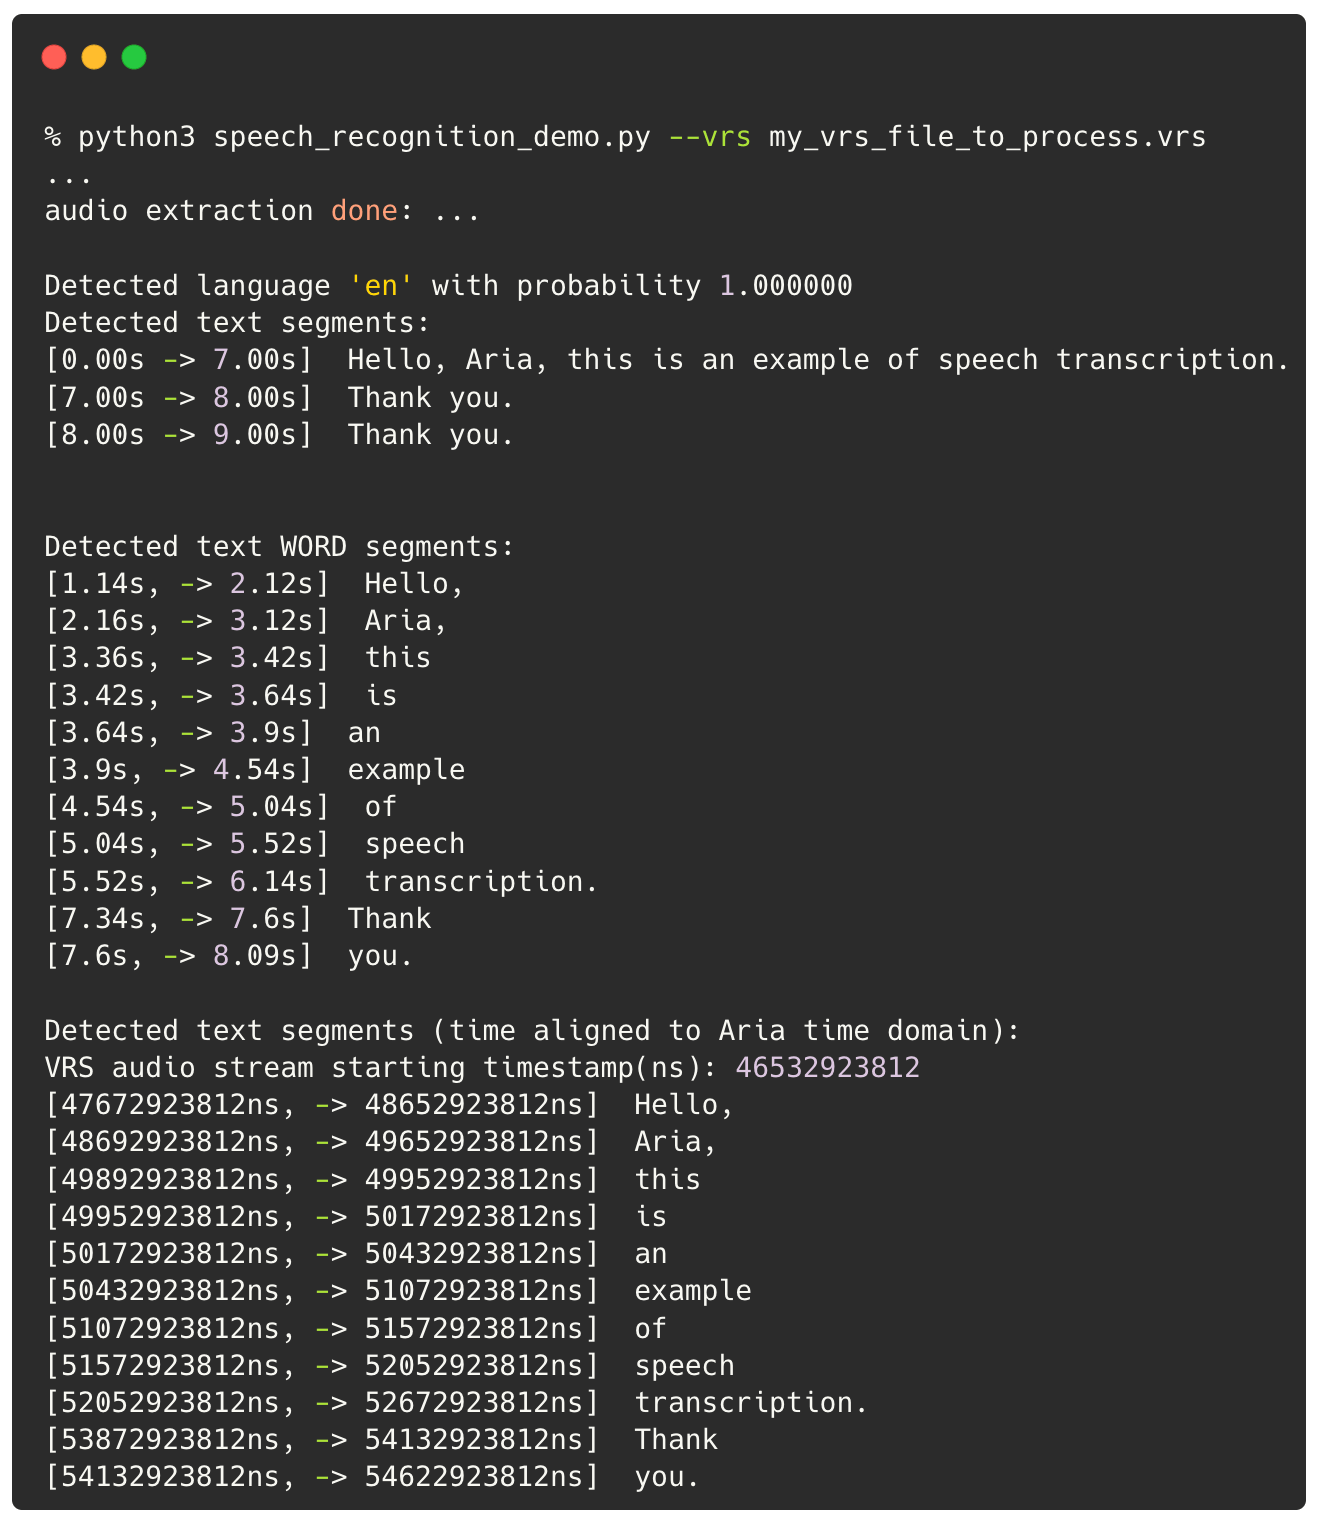 % python3 speech_recognition_demo.py --vrs my_vrs_file_to_process.vrs
...
audio extraction done: ...
Detected language 'en' with probability 1.000000
Detected text segments:
[0.00s -> 7.00s]  Hello, Aria, this is an example of speech transcription.
[7.00s -> 8.00s]  Thank you.
[8.00s -> 9.00s]  Thank you.
Detected text WORD segments:
[1.14s, -> 2.12s]  Hello,
[2.16s, -> 3.12s]  Aria,
[3.36s, -> 3.42s]  this
[3.42s, -> 3.64s]  is
[3.64s, -> 3.9s]  an
[3.9s, -> 4.54s]  example
[4.54s, -> 5.04s]  of
[5.04s, -> 5.52s]  speech
[5.52s, -> 6.14s]  transcription.
[7.34s, -> 7.6s]  Thank
[7.6s, -> 8.09s]  you.
Detected text segments (time aligned to Aria time domain):
VRS audio stream starting timestamp(ns): 46532923812
[47672923812ns, -> 48652923812ns]  Hello,
[48692923812ns, -> 49652923812ns]  Aria,
[49892923812ns, -> 49952923812ns]  this
[49952923812ns, -> 50172923812ns]  is
[50172923812ns, -> 50432923812ns]  an
[50432923812ns, -> 51072923812ns]  example
[51072923812ns, -> 51572923812ns]  of
[51572923812ns, -> 52052923812ns]  speech
[52052923812ns, -> 52672923812ns]  transcription.
[53872923812ns, -> 54132923812ns]  Thank
[54132923812ns, -> 54622923812ns]  you.